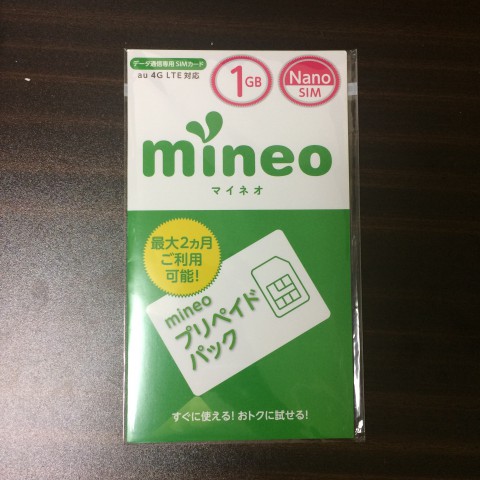 データ通信専用SIMカード
au 4G LTE 対応
1GB
Nano
SIM
mineo
マイネオ
最大2ヵ月
ご利用
可能!
mineo
プリペイド
パック
すぐに使える!おトクに試せる!